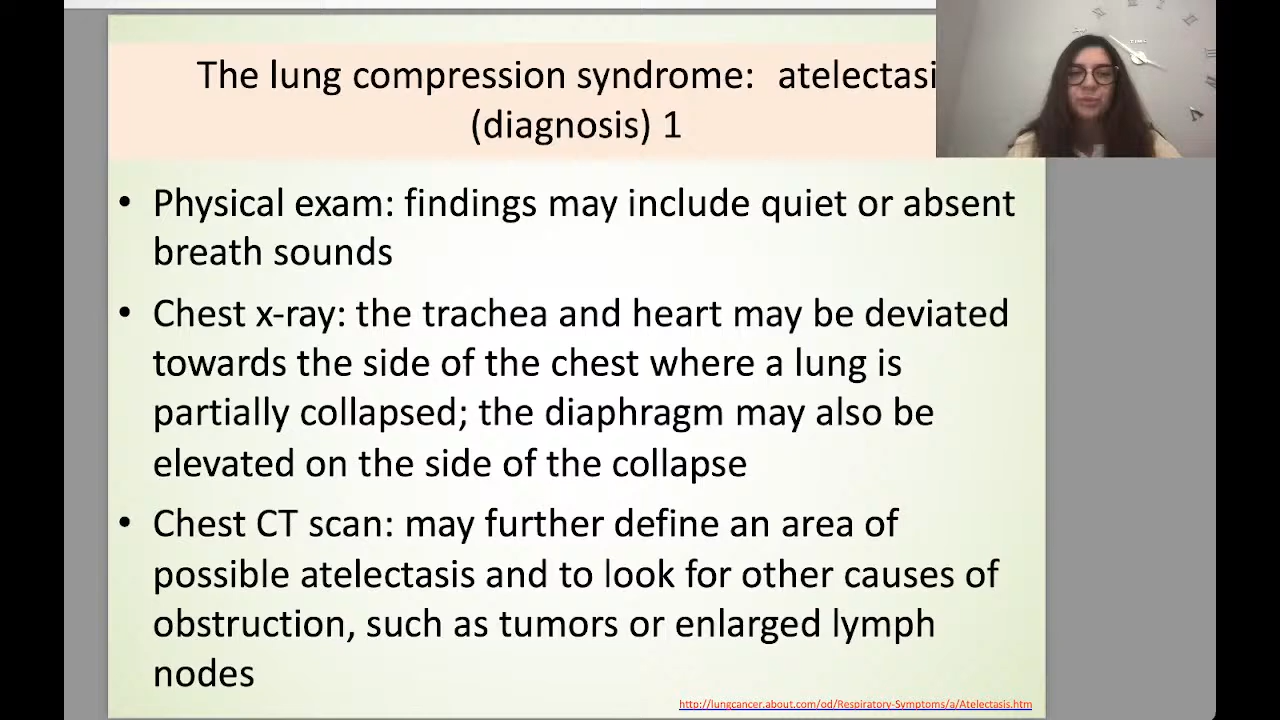 The lung compression syndrome: atelectasi
(diagnosis) 1
• Physical exam: findings may include quiet or absent
breath sounds
• Chest x-ray: the trachea and heart may be deviated
towards the side of the chest where a lung is
partially collapsed; the diaphragm may also be
elevated on the side of the collapse
• Chest CT scan: may further define an area of
possible atelectasis and to look for other causes of
obstruction, such as tumors or enlarged lymph
nodes
http://lungcancer.about.com/od/Respiratory-Symptoms/a/Atelectasis.htm